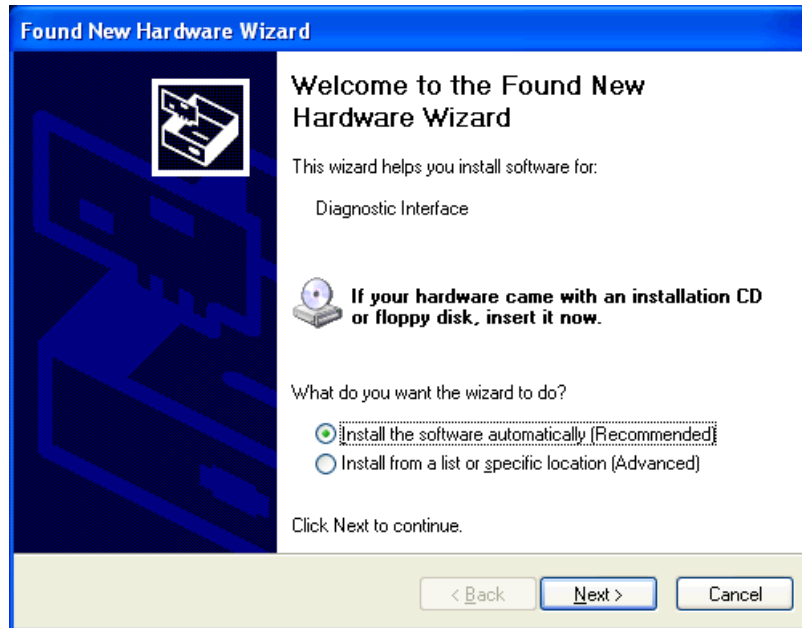 Found New Hardware Wizard
Welcome to the Found New
Hardware Wizard
This wizard helps you install software for:
Diagnostic Interface
If your hardware came with an installation CD
or floppy disk, insert it now.
What do you want the wizard to do?
Install the software automatically (Recommended)
Install from a list or specific location (Advanced)
Click Next to continue.
< Back
Next >
Cancel